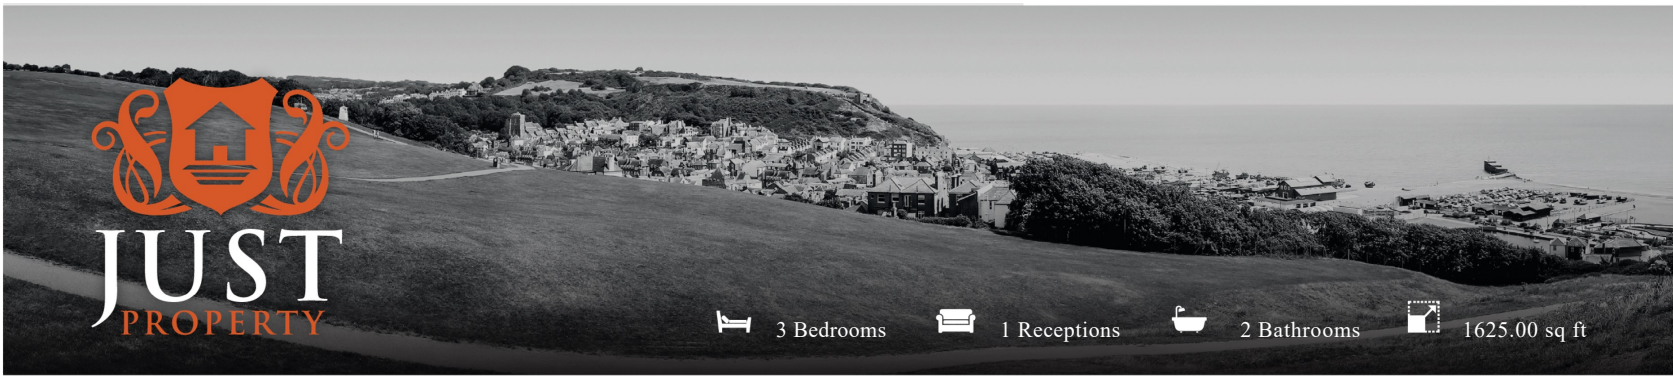 JUST
PROPERTY
3 Bedrooms
1 Receptions
2 Bathrooms
1625.00 sq ft